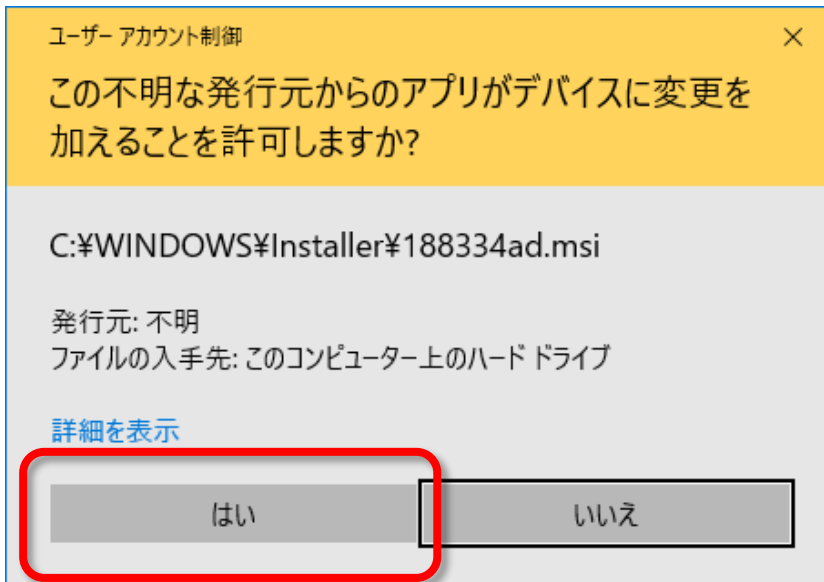 ユーザー アカウント制御
この不明な発行元からのアプリがデバイスに変更を
加えることを許可しますか?
C:¥WINDOWS¥Installer¥188334ad.msi
発行元: 不明
ファイルの入手先: このコンピューター上のハード ドライブ
詳細を表示
はい
いいえ